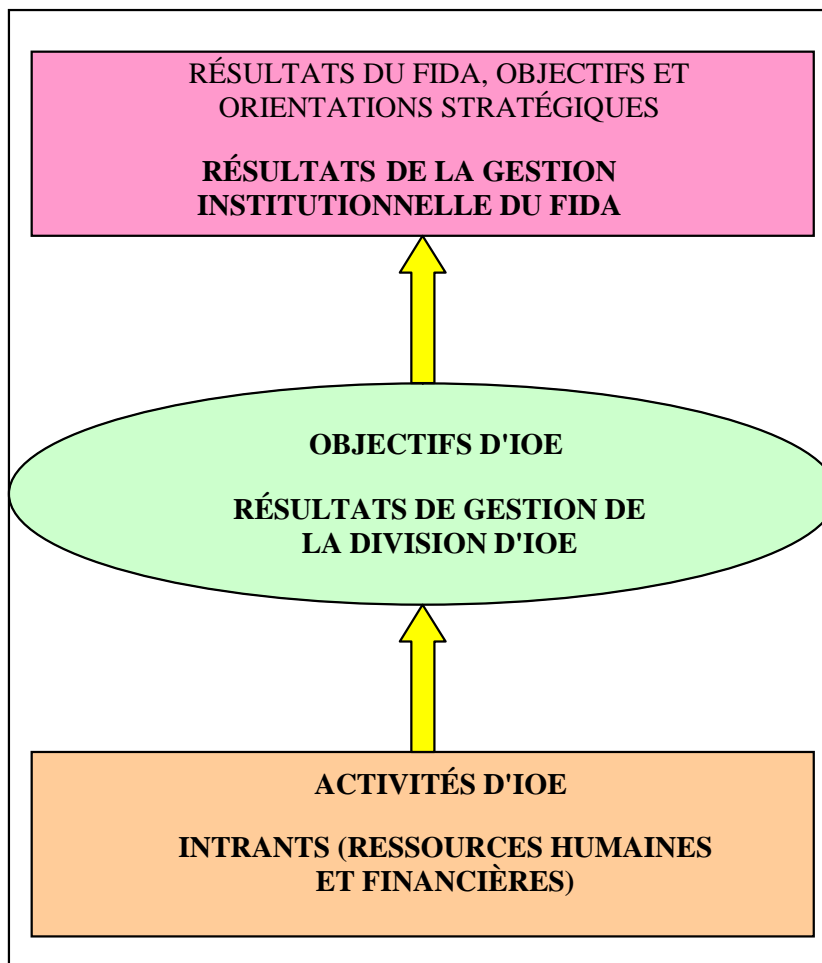 RÉSULTATS DU FIDA, OBJECTIFS ET
ORIENTATIONS STRATÉGIQUES
RÉSULTATS DE LA GESTION
INSTITUTIONNELLE DU FIDA
OBJECTIFS D'IOE
RÉSULTATS DE GESTION DE
LA DIVISION D'IOE
ACTIVITÉS D'IOE
INTRANTS (RESSOURCES HUMAINES
ET FINANCIÈRES)